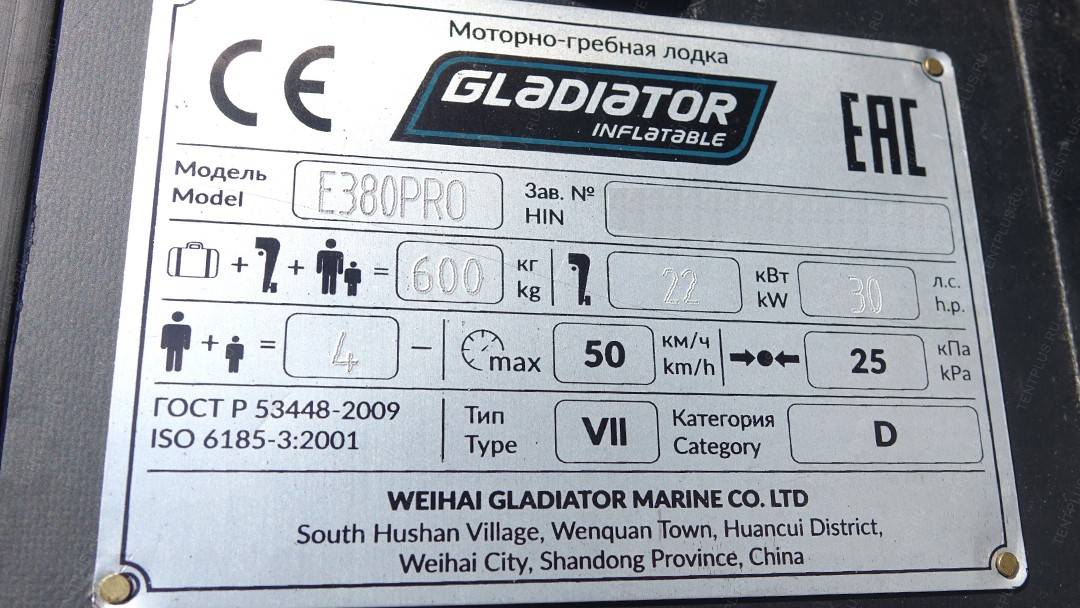 Моторно-гребная лодка
CE
GLADIATOR
INFLATABLE
EAC
Модель
Model
E380PRO
Зав. №
HIN
+ + = 600 кг
kg
22 кВт
kW
30 л.с.
h.p.
+ = 4 –
max 50 км/ч
km/h
25 кПа
kPa
ГОСТ Р 53448-2009
ISO 6185-3:2001
Тип
Type
VII
Категория
Category
D
WEIHAI GLADIATOR MARINE CO. LTD
South Hushan Village, Wenquan Town, Huancui District,
Weihai City, Shandong Province, China
TENTPLUS.RU